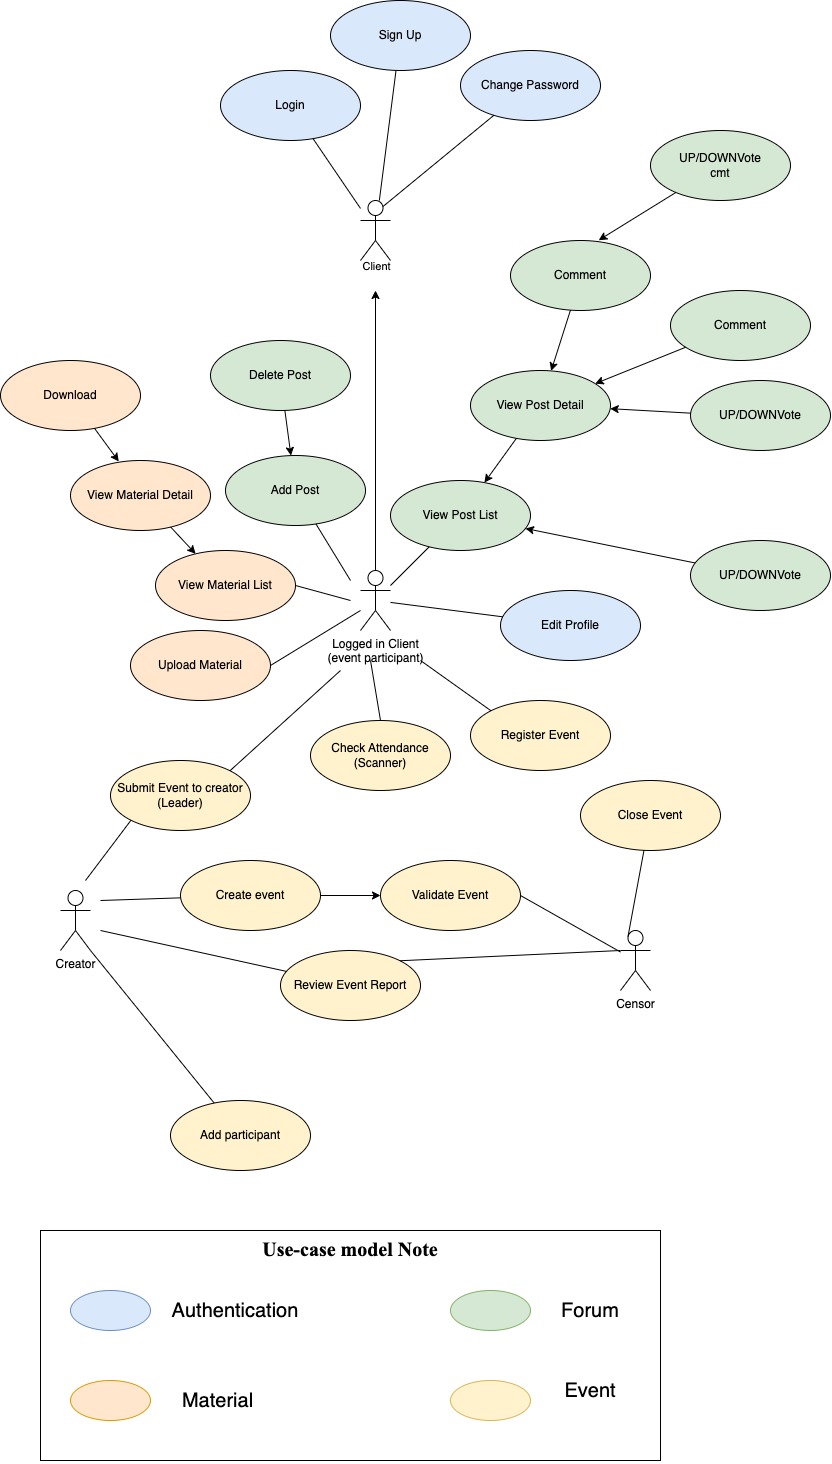 Sign Up
Change Password
Login
UP/DOWNVote
cmt
Client
Comment
Comment
Delete Post
Download
View Post Detail
UP/DOWNVote
Add Post
View Material Detail
View Post List
UP/DOWNVote
View Material List
Edit Profile
Logged in Client
(event participant)
Upload Material
Register Event
Check Attendance
(Scanner)
Submit Event to creator
(Leader)
Close Event
Create event
Validate Event
Creator
Review Event Report
Censor
Add participant
Use-case model Note
Authentication
Forum
Material
Event